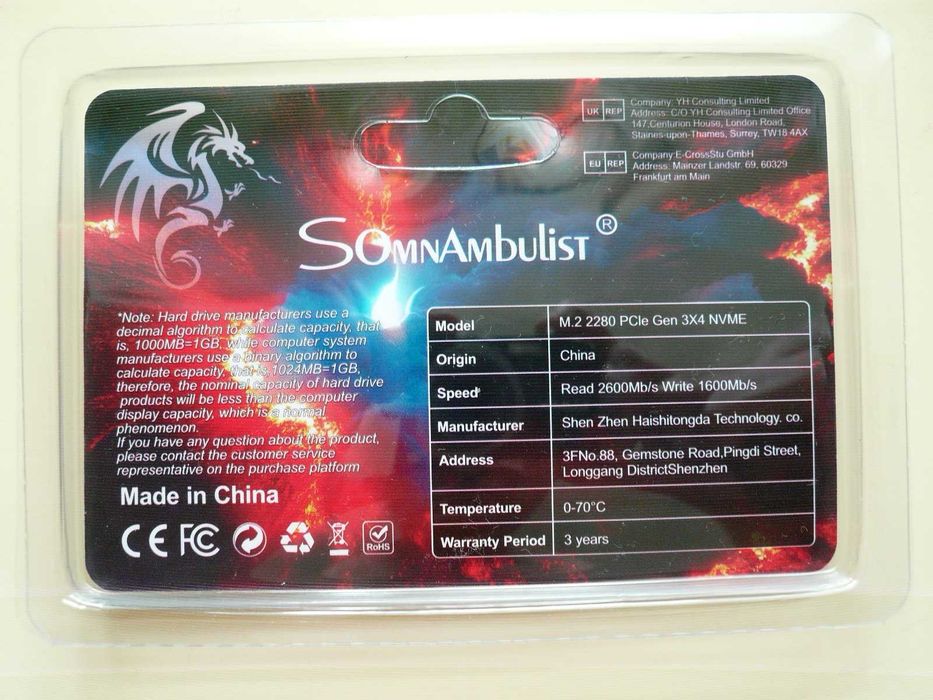 UK REP
Company: YH Consulting Limited
Address: C/O YH Consulting Limited Office
147,Centurion House, London Road,
Staines-upon-Thames, Surrey, TW18 4AX
EU REP
Company:E-CrossStu GmbH
Address: Mainzer Landstr. 69, 60329
Frankfurt am Main
SOMNAMBULIST®
*Note: Hard drive manufacturers use a
decimal algorithm to calculate capacity, that
is, 1000MB=1GB, while computer system
manufacturers use a binary algorithm to
calculate capacity, that is,1024MB=1GB,
therefore, the nominal capacity of hard drive
products will be less than the computer
display capacity, which is a normal
phenomenon.
If you have any question about the product,
please contact the customer service
representative on the purchase platform
Made in China
CE FC RoHS
Model M.2 2280 PCIe Gen 3X4 NVME
Origin China
Speed* Read 2600Mb/s Write 1600Mb/s
Manufacturer Shen Zhen Haishitongda Technology. co.
Address 3FNo.88, Gemstone Road,Pingdi Street,
Longgang DistrictShenzhen
Temperature 0-70°C
Warranty Period 3 years